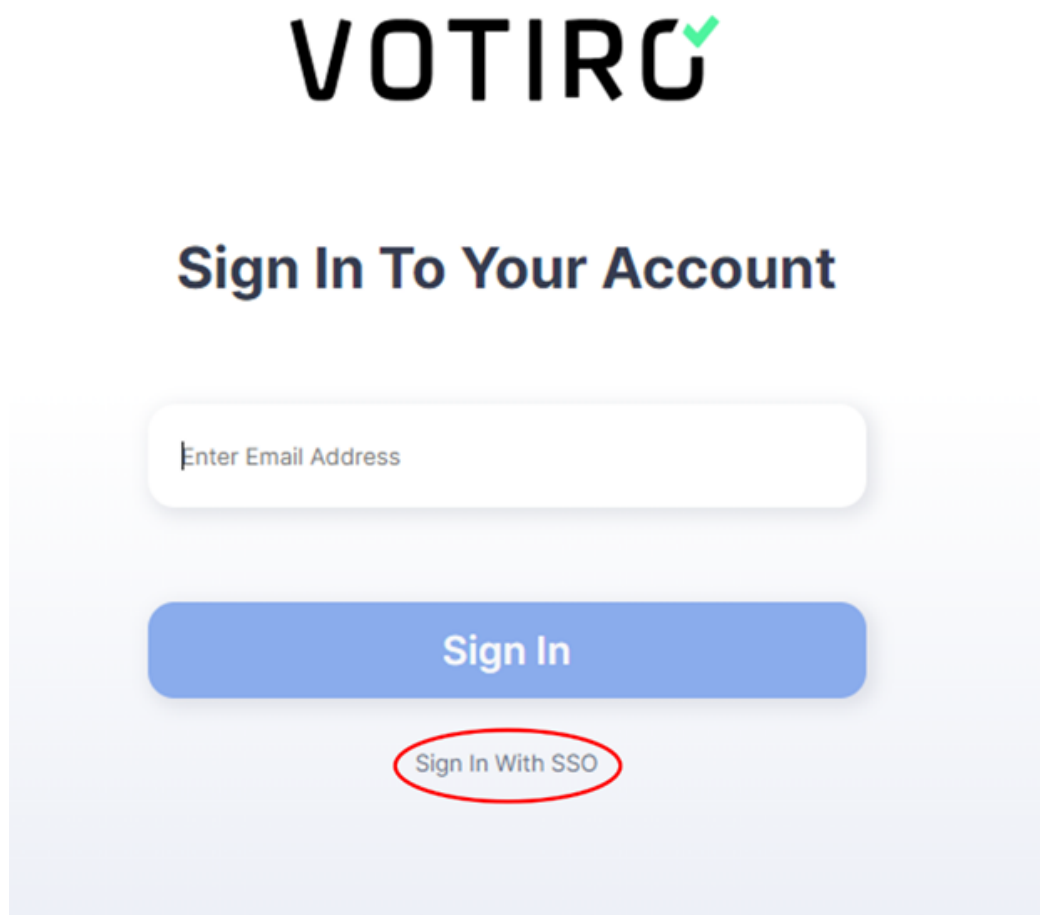 VOTIRO
Sign In To Your Account
Enter Email Address
Sign In
Sign In With SSO